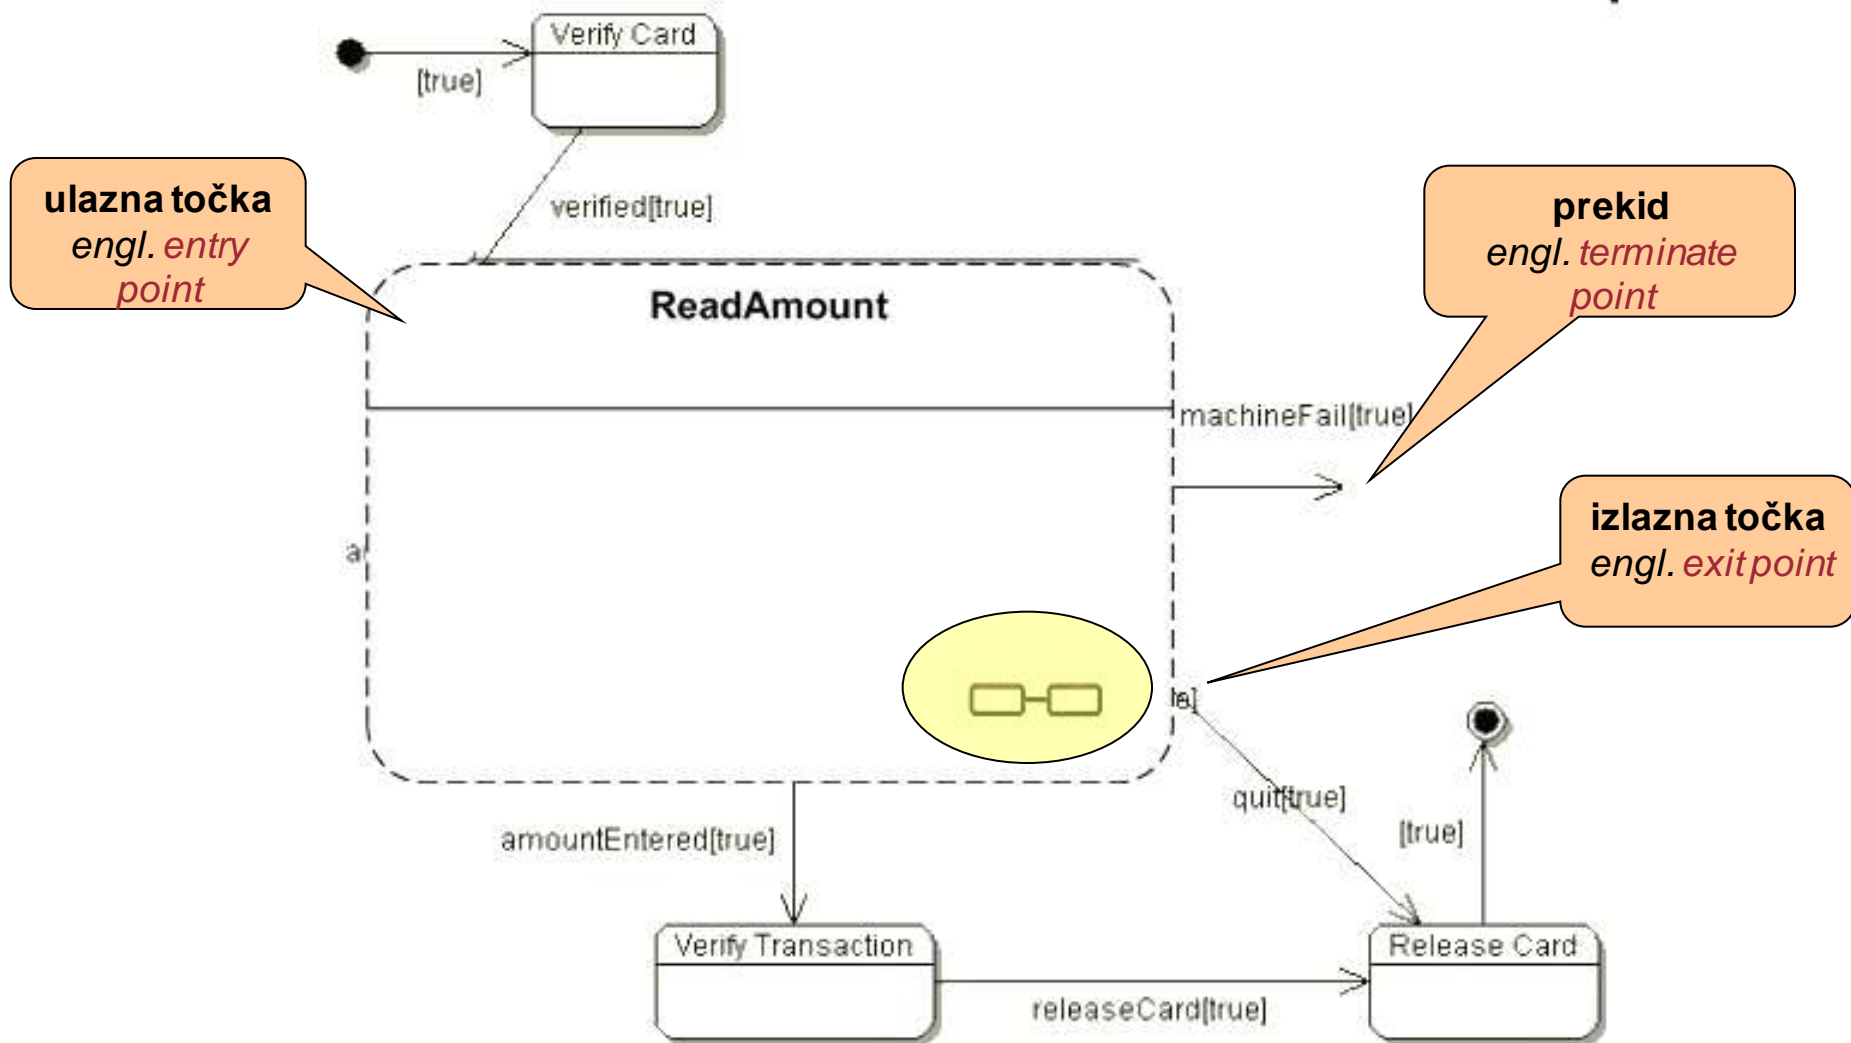 Verify Card
[true]
ulazna točka
engl. entry
point
verified[true]
prekid
engl. terminate
point
ReadAmount
machineFail[true]
izlazna točka
engl. exit point
a
quit[true]
[true]
amountEntered[true]
Verify Transaction
Release Card
releaseCard[true]